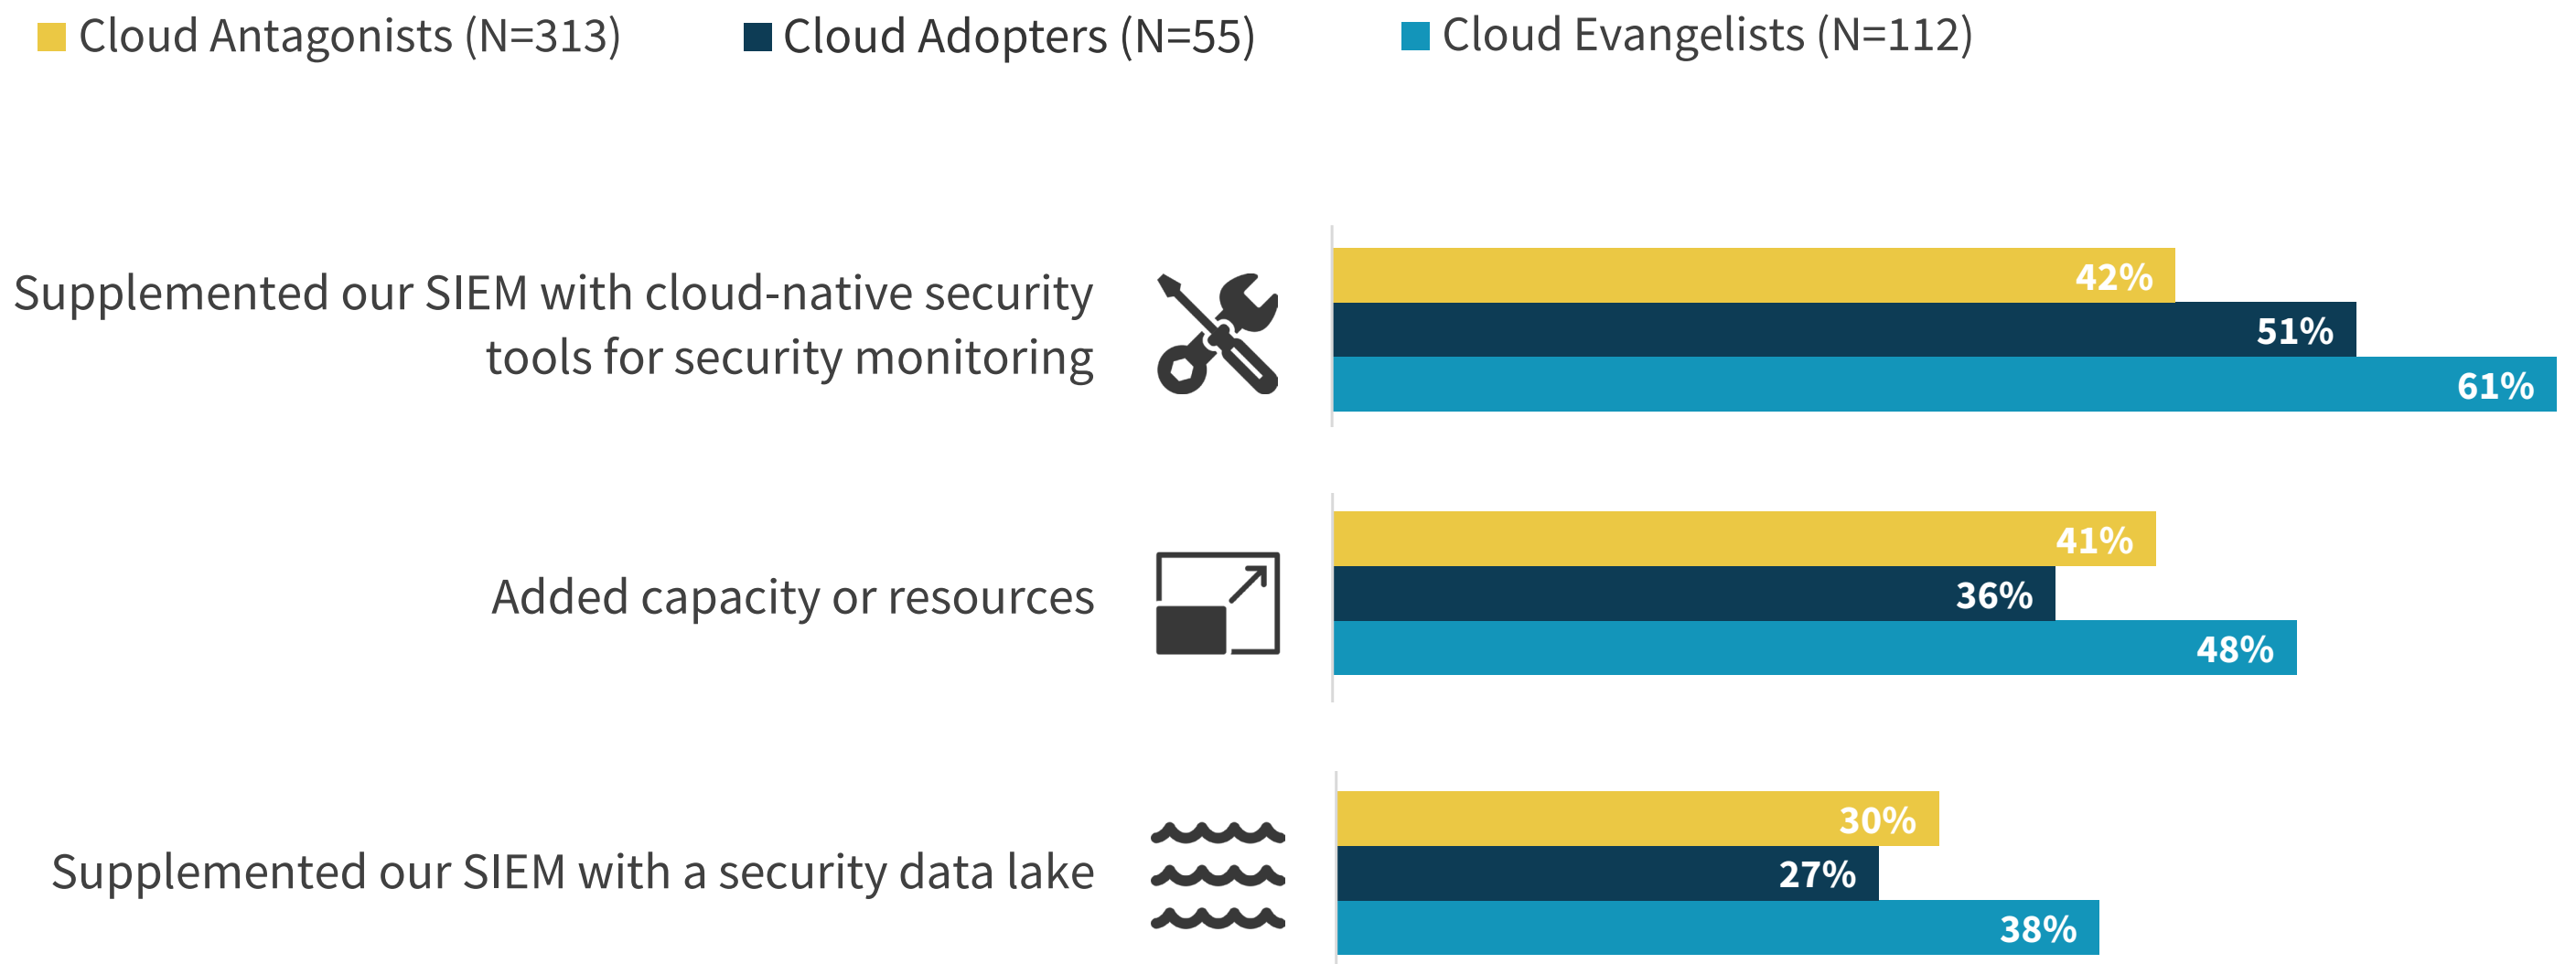 Cloud Antagonists (N=313)
Cloud Adopters (N=55)
Cloud Evangelists (N=112)
Supplemented our SIEM with cloud-native security
tools for security monitoring
42%
51%
61%
Added capacity or resources
41%
36%
48%
Supplemented our SIEM with a security data lake
30%
27%
38%